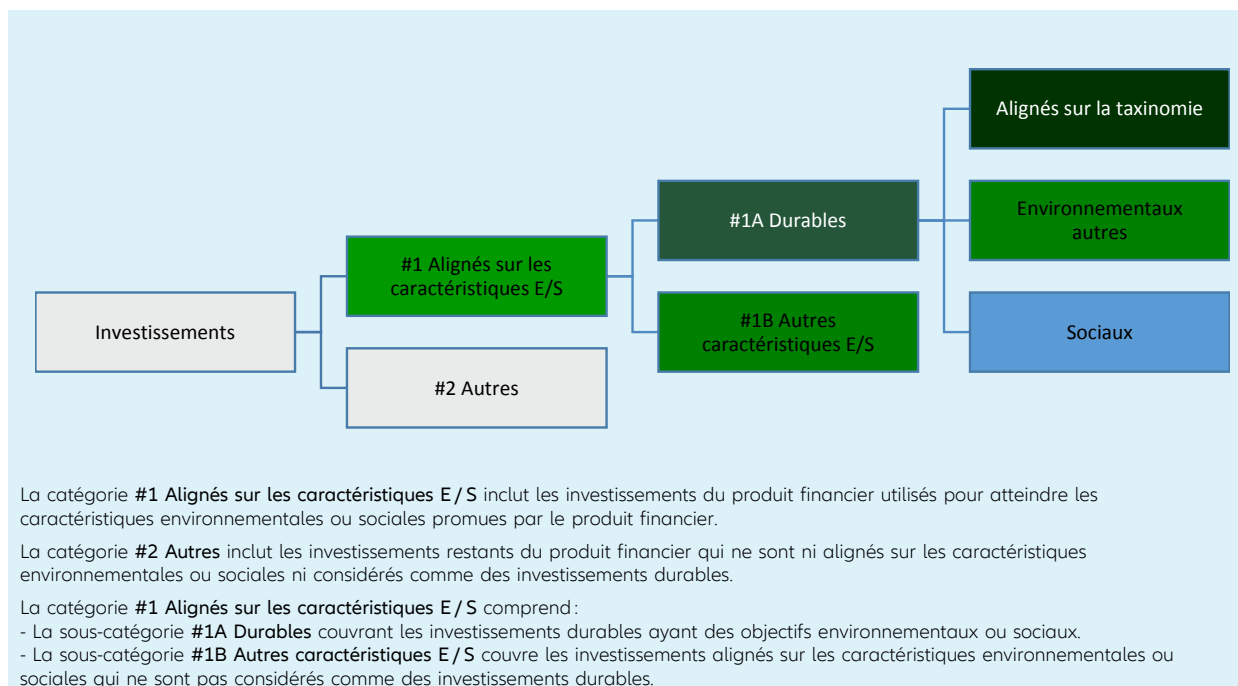 Alignés sur la taxinomie
#1A Durables
Environnementaux
autres
#1 Alignés sur les
caractéristiques E/S
Investissements
#1B Autres
caractéristiques E/S
Sociaux
#2 Autres
La catégorie #1 Alignés sur les caractéristiques E / S inclut les investissements du produit financier utilisés pour atteindre les
caractéristiques environnementales ou sociales promues par le produit financier.
La catégorie #2 Autres inclut les investissements restants du produit financier qui ne sont ni alignés sur les caractéristiques
environnementales ou sociales ni considérés comme des investissements durables.
La catégorie #1 Alignés sur les caractéristiques E / S comprend :
- La sous-catégorie #1A Durables couvrant les investissements durables ayant des objectifs environnementaux ou sociaux.
- La sous-catégorie #1B Autres caractéristiques E / S couvre les investissements alignés sur les caractéristiques environnementales ou
sociales qui ne sont pas considérés comme des investissements durables.